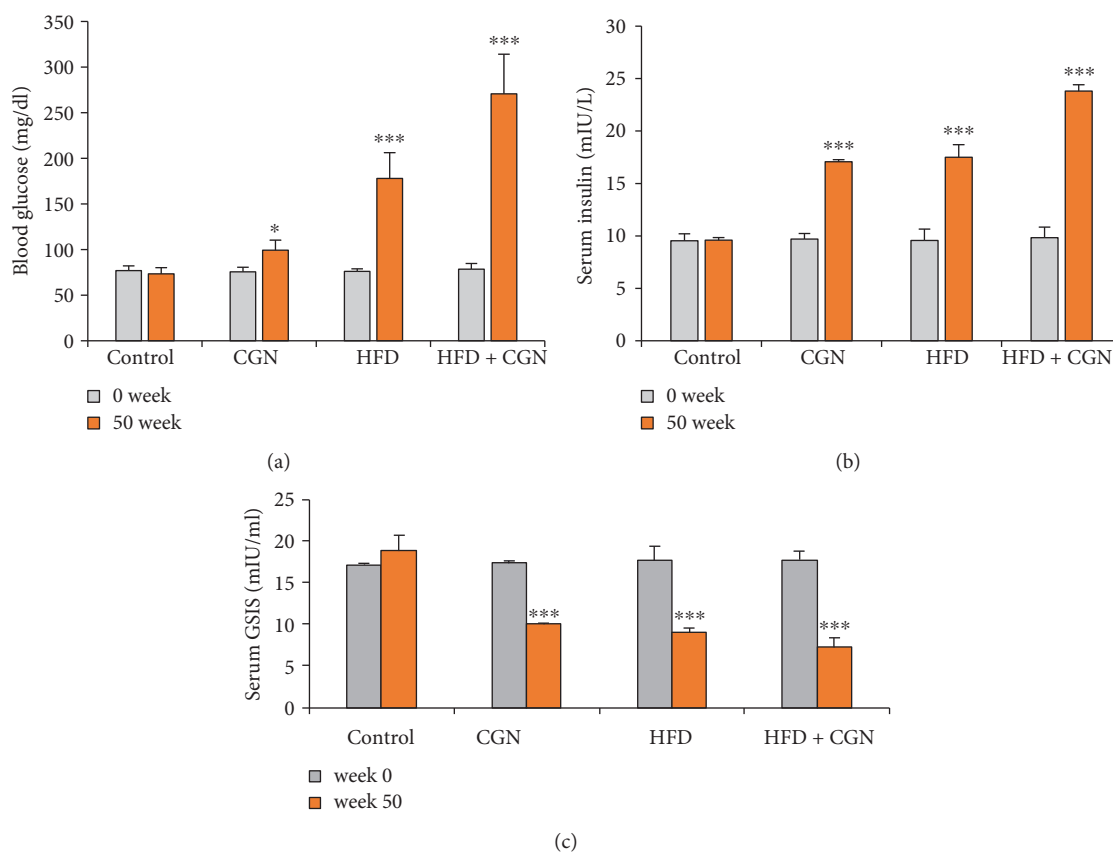 Blood glucose (mg/dl)
350
300
250
200
150
100
50
0
*
***
***
Control
CGN
HFD
HFD + CGN
0 week
50 week
(a)
Serum insulin (mIU/L)
30
25
20
15
10
5
0
***
***
***
Control
CGN
HFD
HFD + CGN
0 week
50 week
(b)
Serum GSIS (mIU/ml)
25
20
15
10
5
0
***
***
***
Control
CGN
HFD
HFD + CGN
week 0
week 50
(c)